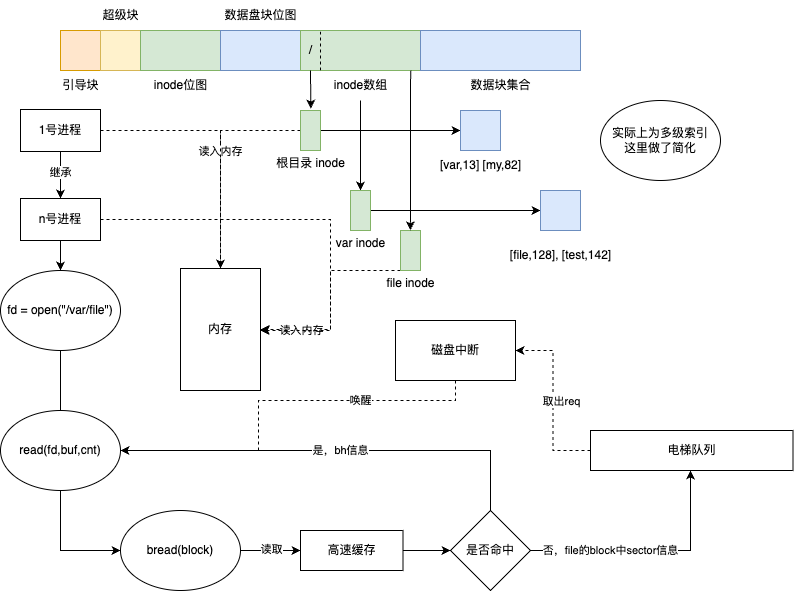 超级块
数据盘块位图
/
引导块
inode位图
inode数组
数据块集合
1号进程
实际上为多级索引
这里做了简化
读入内存
根目录 inode
[var,13] [my,82]
继承
n号进程
var inode
[file,128], [test,142]
file inode
fd = open("/var/file")
内存
读入内存
磁盘中断
唤醒
取出req
read(fd,buf,cnt)
是，bh信息
电梯队列
bread(block)
读取
高速缓存
是否命中
否，file的block中sector信息